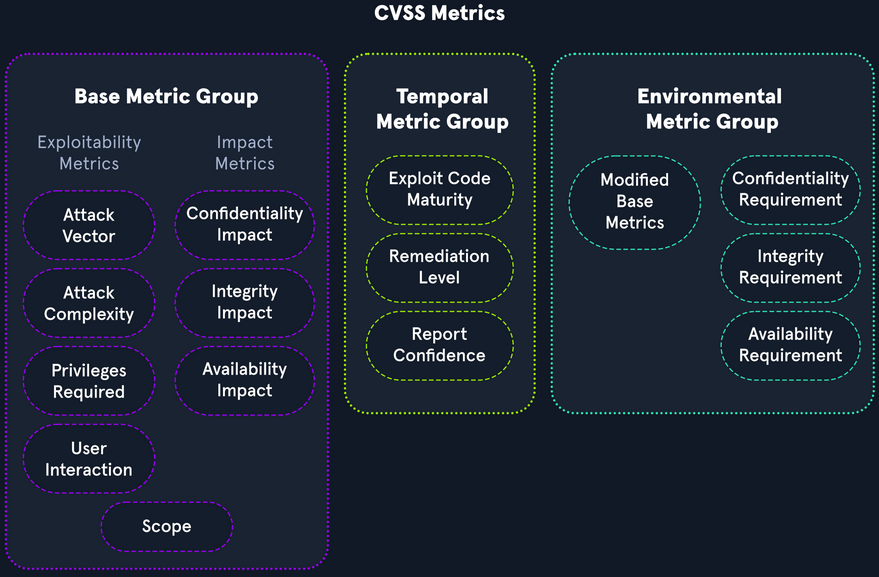 CVSS Metrics
Base Metric Group
Exploitability
Metrics
Attack
Vector
Attack
Complexity
Privileges
Required
User
Interaction
Impact
Metrics
Confidentiality
Impact
Integrity
Impact
Availability
Impact
Scope
Temporal
Metric Group
Exploit Code
Maturity
Remediation
Level
Report
Confidence
Environmental
Metric Group
Modified
Base
Metrics
Confidentiality
Requirement
Integrity
Requirement
Availability
Requirement